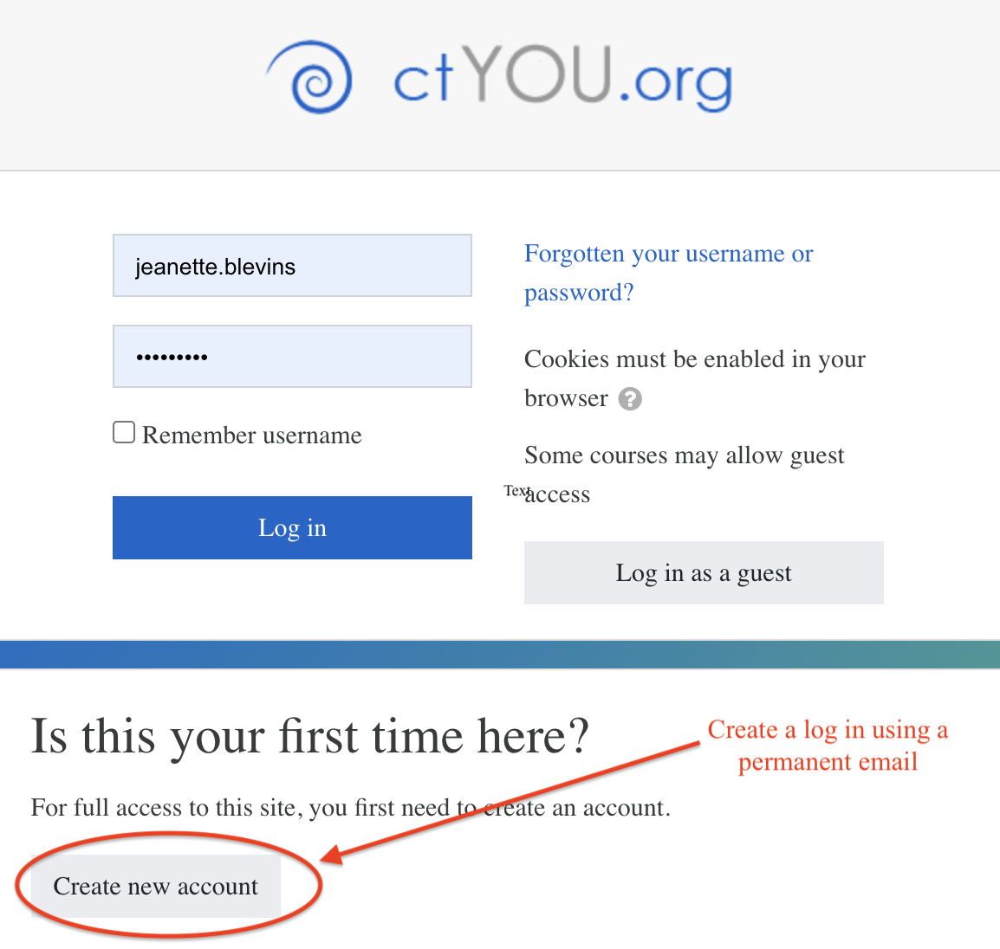 ctYOU.org
jeanette.blevins
•••••••••
Remember username
Log in
Forgotten your username or
password?
Cookies must be enabled in your
browser ?
Some courses may allow guest
Text
access
Log in as a guest
Is this your first time here?
Create a log in using a
permanent email
For full access to this site, you first need to create an account.
Create new account